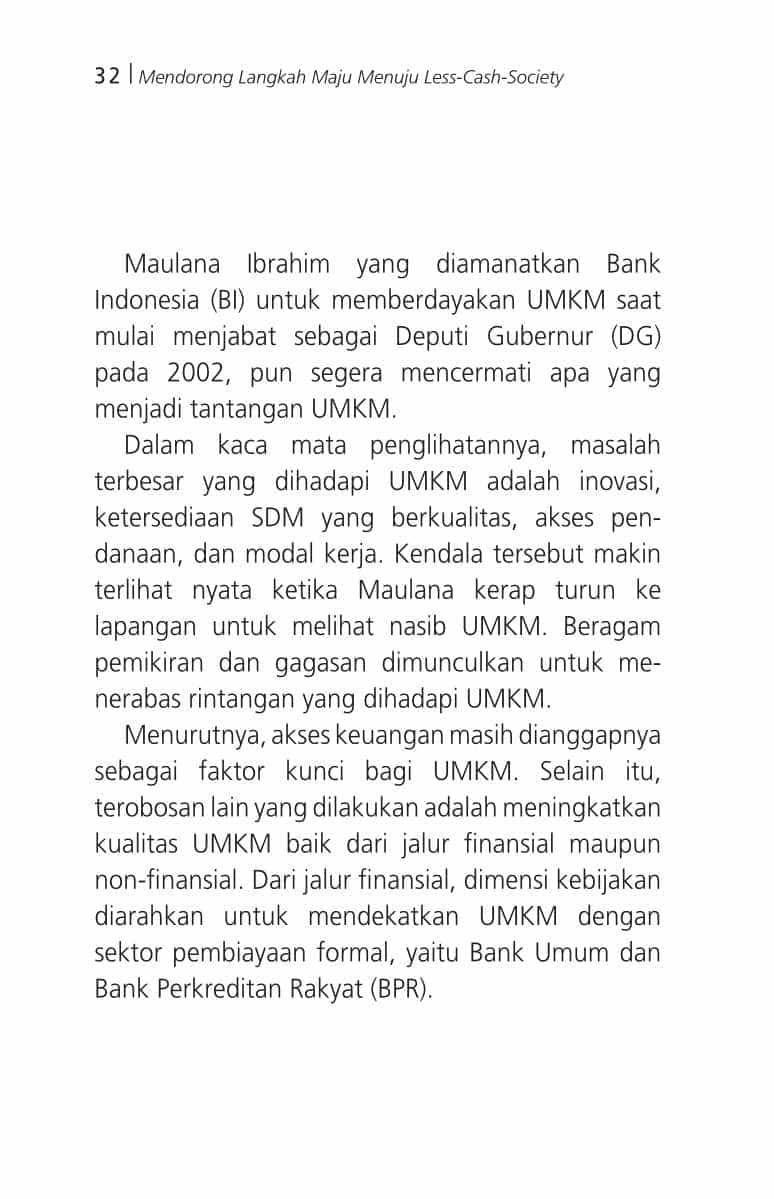 32 | Mendorong Langkah Maju Menuju Less-Cash-Society
Maulana Ibrahim yang diamanatkan Bank
Indonesia (BI) untuk memberdayakan UMKM saat
mulai menjabat sebagai Deputi Gubernur (DG)
pada 2002, pun segera mencermati apa yang
menjadi tantangan UMKM.
Dalam kaca mata penglihatannya, masalah
terbesar yang dihadapi UMKM adalah inovasi,
ketersediaan SDM yang berkualitas, akses pen-
danaan, dan modal kerja. Kendala tersebut makin
terlihat nyata ketika Maulana kerap turun ke
lapangan untuk melihat nasib UMKM. Beragam
pemikiran dan gagasan dimunculkan untuk me-
nerabas rintangan yang dihadapi UMKM.
Menurutnya, akses keuangan masih dianggapnya
sebagai faktor kunci bagi UMKM. Selain itu,
terobosan lain yang dilakukan adalah meningkatkan
kualitas UMKM baik dari jalur finansial maupun
non-finansial. Dari jalur finansial, dimensi kebijakan
diarahkan untuk mendekatkan UMKM dengan
sektor pembiayaan formal, yaitu Bank Umum dan
Bank Perkreditan Rakyat (BPR).